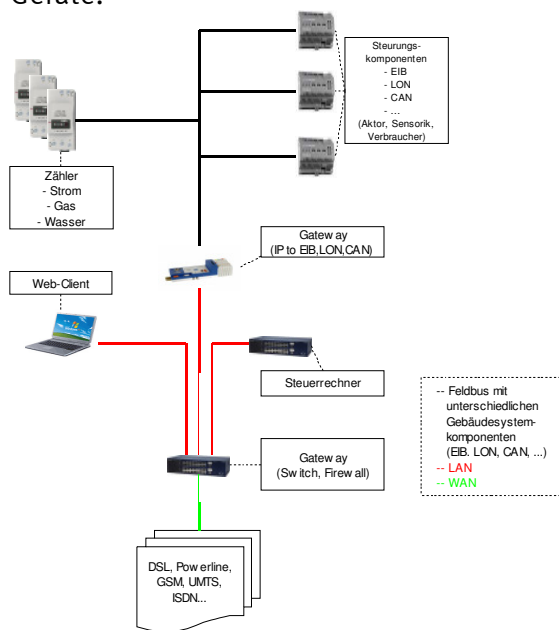 Geräte.
Steuerungs-
komponenten
- EIB
- LON
- CAN
- ...
(Aktor, Sensorik,
Verbraucher)
Zähler
- Strom
- Gas
- Wasser
Gateway
(IP to EIB,LON,CAN)
Web-Client
Steuerrechner
Gateway
(Switch, Firewall)
-- Feldbus mit
unterschiedlichen
Gebäudesystem-
komponenten
(EIB. LON, CAN, ...)
-- LAN
-- WAN
DSL, Powerline,
GSM, UMTS,
ISDN...